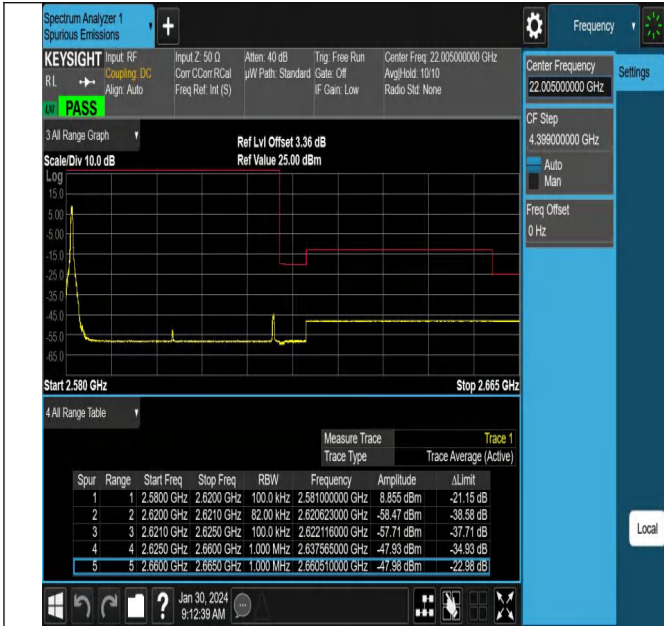 Spectrum Analyzer 1
Spurious Emissions
+
Frequency
KEYSIGHT
RL
Input: RF
Coupling: DC
Align: Auto
Input Z: 50 Ω
Corr CCorr RCal
Freq Ref: Int (S)
Atten: 40 dB
µW Path: Standard
Trig: Free Run
Gate: Off
IF Gain: Low
Center Freq: 22.005000000 GHz
Avg|Hold: 10/10
Radio Std: None
PASS
Center Frequency
22.005000000 GHz
Settings
CF Step
4.399000000 GHz
Auto
Man
Freq Offset
0 Hz
3 All Range Graph
Scale/Div 10.0 dB
Ref Lvl Offset 3.36 dB
Ref Value 25.00 dBm
Log
15.0
5.00
-5.00
-15.0
-25.0
-35.0
-45.0
-55.0
-65.0
Start 2.580 GHz
Stop 2.665 GHz
4 All Range Table
Measure Trace Trace 1
Trace Type Trace Average (Active)
Spur Range Start Freq Stop Freq RBW Frequency Amplitude ΔLimit
1 1 2.5800 GHz 2.6200 GHz 100.0 kHz 2.581000000 GHz 8.855 dBm -21.15 dB
2 2 2.6200 GHz 2.6210 GHz 82.00 kHz 2.620623000 GHz -58.47 dBm -38.58 dB
3 3 2.6210 GHz 2.6250 GHz 100.0 kHz 2.622116000 GHz -57.71 dBm -37.71 dB
4 4 2.6250 GHz 2.6600 GHz 1.000 MHz 2.637565000 GHz -47.93 dBm -34.93 dB
5 5 2.6600 GHz 2.6650 GHz 1.000 MHz 2.660510000 GHz -47.98 dBm -22.98 dB
Local
?
Jan 30, 2024
9:12:39 AM